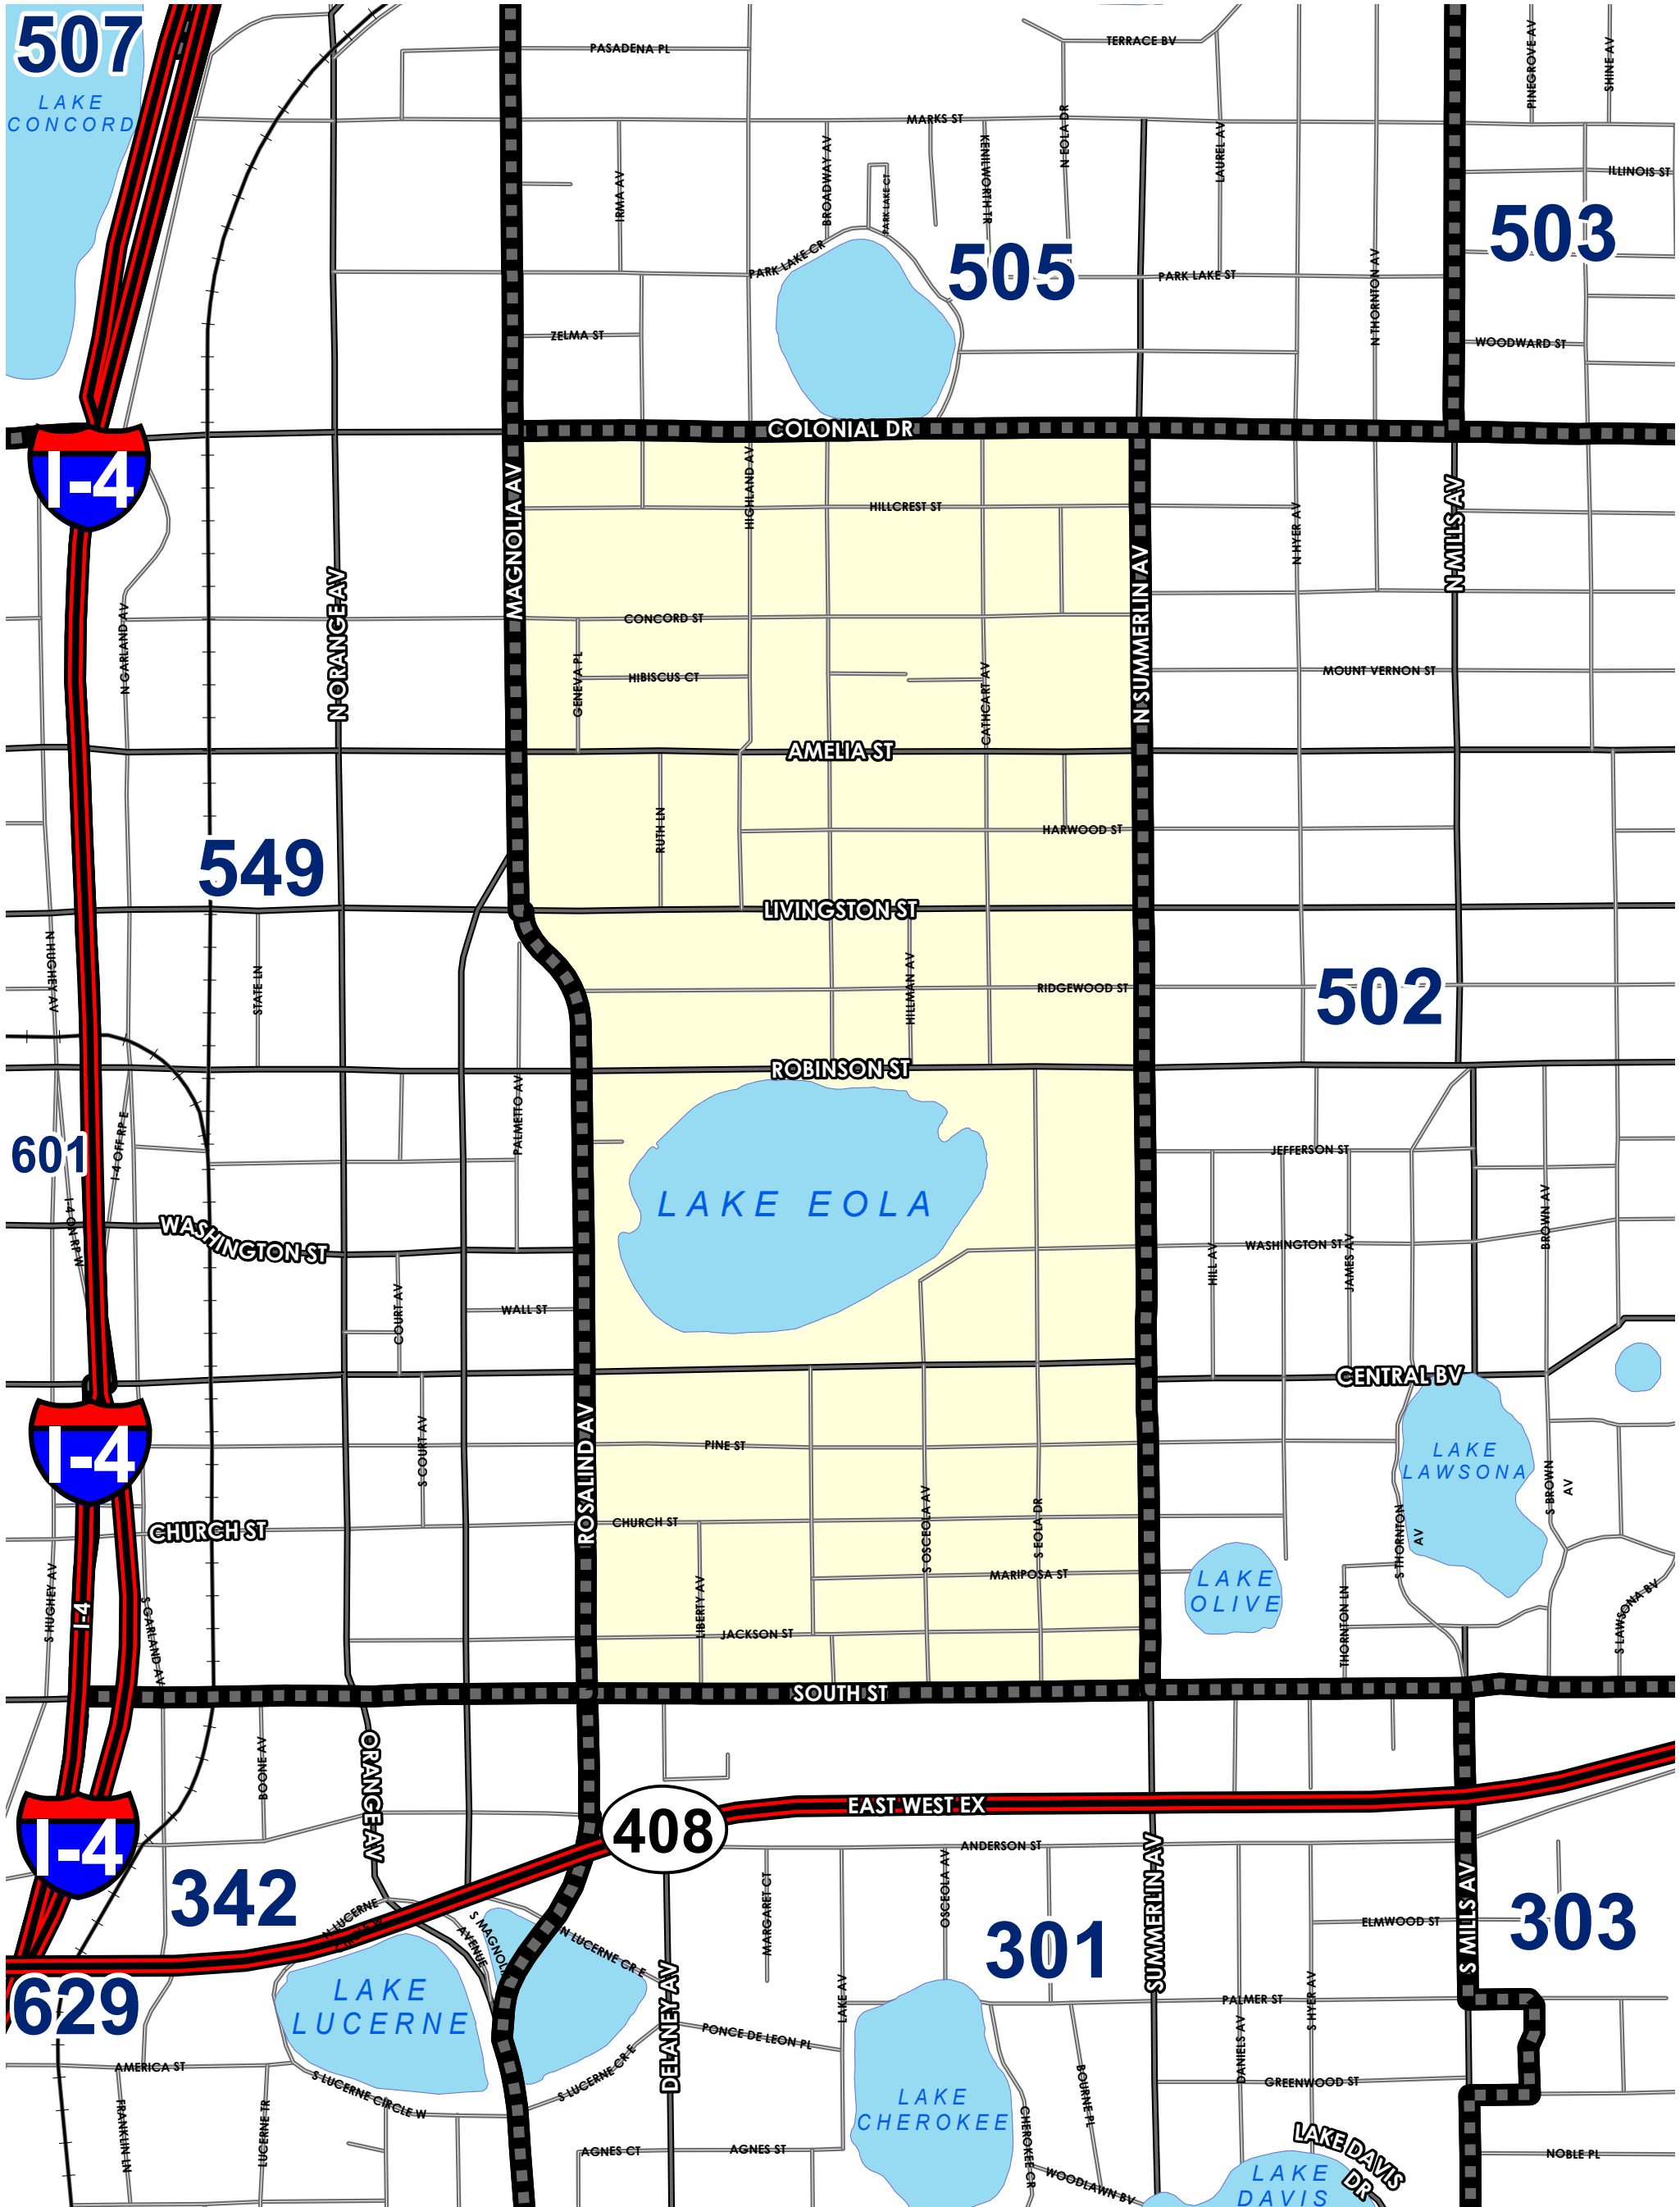 507
LAKE
CONCORD
PASADENA PL
TERRACE BV
PINEGROVE AV
SHINE AV
MARKS ST
IRMA AV
BROADWAY AV
PARK LAKE CT
KENILWORTH TR
N EOLA DR
LAUREL AV
ILLINOIS ST
503
505
PARK LAKE CR
PARK LAKE ST
N THORNTON AV
ZELMA ST
WOODWARD ST
COLONIAL DR
I-4
MAGNOLIA AV
HIGHLAND AV
HILLCREST ST
N HYER AV
N MILLS AV
N ORANGE AV
N GARLAND AV
CONCORD ST
N SUMMERLIN AV
GENEVA PL
HIBISCUS CT
CATHCART AV
MOUNT VERNON ST
AMELIA ST
RUTH LN
HARWOOD ST
549
LIVINGSTON ST
N HUGHEY AV
STATE LN
HILLMAN AV
RIDGEWOOD ST
502
ROBINSON ST
PALMETTO AV
I-4 OFF RP E
601
JEFFERSON ST
LAKE EOLA
I-4 ON RP W
WASHINGTON ST
WASHINGTON ST
HILL AV
JAMES AV
BROWN AV
COURT AV
WALL ST
CENTRAL BV
I-4
S COURT AV
ROSALIND AV
PINE ST
LAKE
LAWSONA
S BROWN
AV
CHURCH ST
CHURCH ST
S OSCEOLA AV
S EOLA DR
S THORNTON
AV
MARIPOSA ST
LAKE
OLIVE
S HUGHEY AV
I-4
S GARLAND AV
LIBERTY AV
JACKSON ST
THORNTON LN
S LAWSONA BV
SOUTH ST
BOONE AV
ORANGE AV
EAST WEST EX
408
I-4
ANDERSON ST
SUMMERLIN AV
S MILLS AV
342
N LUCERNE
CIRCLE W
S MAGNOLIA
AVENUE
N LUCERNE CR E
MARGARET CT
OSCEOLA AV
301
ELMWOOD ST
303
629
LAKE
LUCERNE
DELANEY AV
LAKE AV
PALMER ST
S HYER AV
DANIELS AV
PONCE DE LEON PL
AMERICA ST
S LUCERNE CIRCLE W
S LUCERNE CR E
LAKE
CHEROKEE
BOURNE PL
GREENWOOD ST
FRANKLIN LN
LUCERNE TR
CHEROKEE CR
AGNES CT
AGNES ST
LAKE DAVIS
DR
NOBLE PL
WOODLAWN BV
LAKE
DAVIS